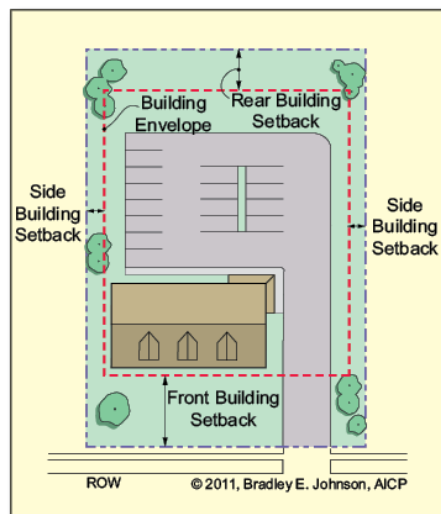 Building
Envelope
Rear Building
Setback
Side
Building
Setback
Side
Building
Setback
Front Building
Setback
ROW
© 2011, Bradley E. Johnson, AICP